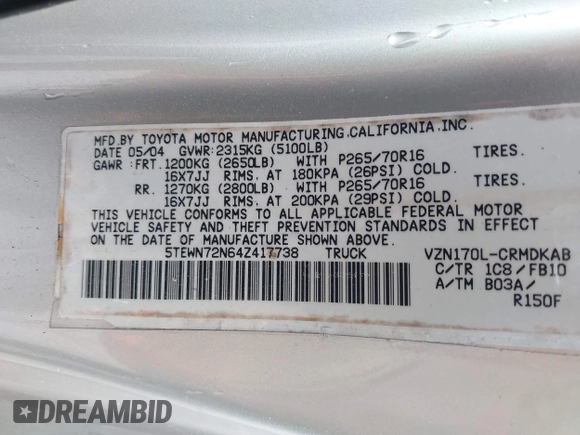 MFD.BY TOYOTA MOTOR MANUFACTURING.CALIFORNIA.INC.
DATE 05/04 GVWR:2315KG (5100LB)
GAWR:FRT.1200KG (2650LB) WITH P265/70R16 TIRES.
16X7JJ RIMS. AT 180KPA (26PSI) COLD.
RR. 1270KG (2800LB) WITH P265/70R16 TIRES.
16X7JJ RIMS. AT 200KPA (29PSI) COLD.
THIS VEHICLE CONFORMS TO ALL APPLICABLE FEDERAL MOTOR
VEHICLE SAFETY AND THEFT PREVENTION STANDARDS IN EFFECT
ON THE DATE OF MANUFACTURE SHOWN ABOVE.
5TEWN72N64Z417738 TRUCK VZN170L-CRMDKAB
C/TR 1C8/FB10
A/TM B03A/
R150F
DREAMBID